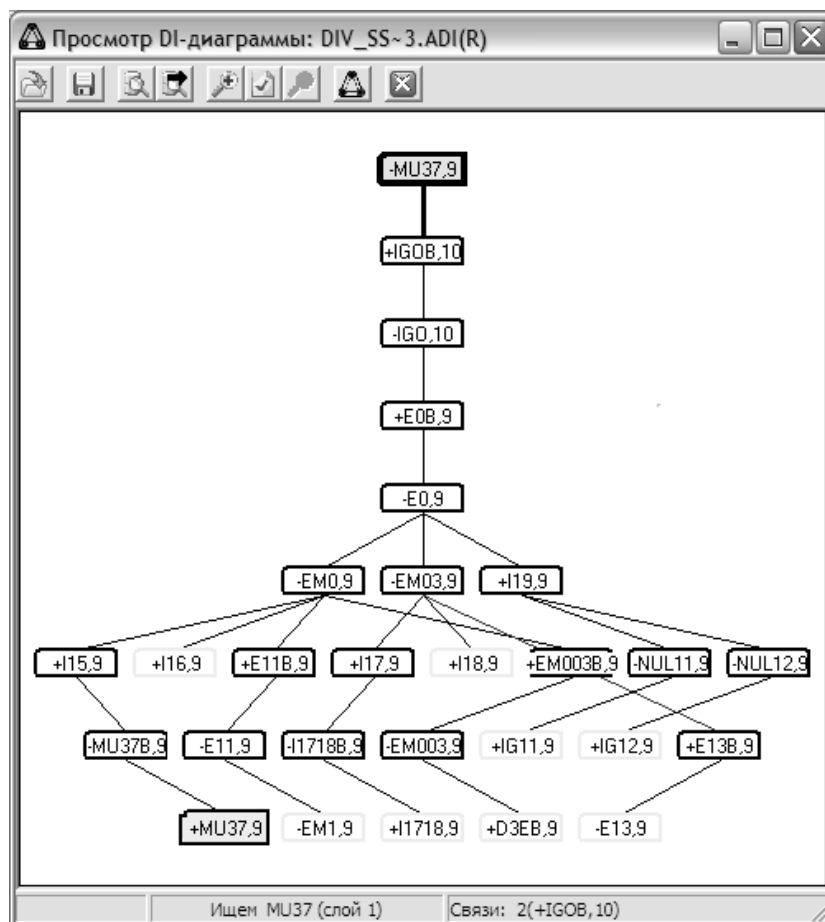 Просмотр DI-диаграммы: DIV_SS~3.ADI(R)
-MU37,9
+IGOB,10
-IGO,10
+E0B,9
-E0,9
-EM0,9 -EM03,9 +I19,9
+I15,9 +I16,9 +E11B,9 +I17,9 +I18,9 +EM003B,9 -NUL11,9 -NUL12,9
-MU37B,9 -E11,9 -I1718B,9 -EM003,9 +IG11,9 +IG12,9 +E13B,9
+MU37,9 -EM1,9 +I1718,9 +D3EB,9 -E13,9
Ищем MU37 (слой 1) Связи: 2(+IGOB,10)